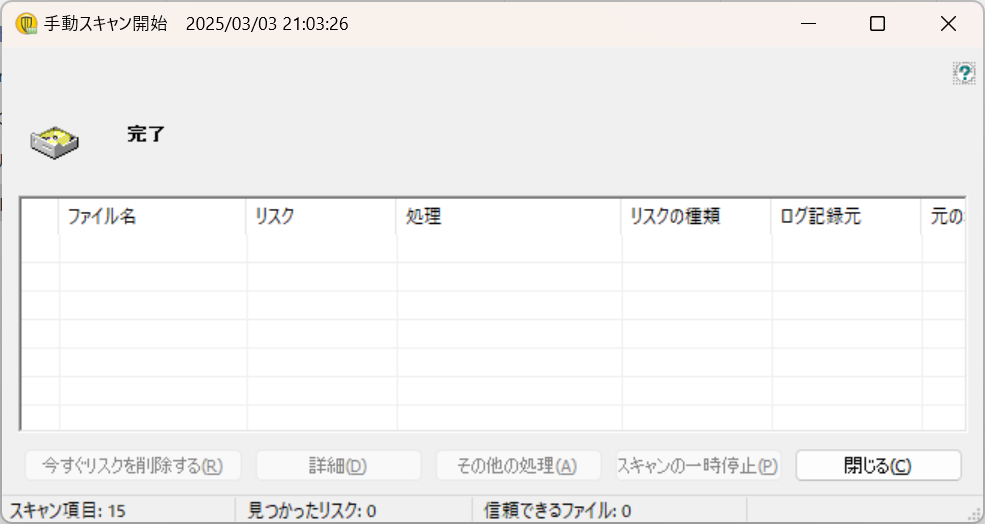 手動スキャン開始 2025/03/03 21:03:26
完了
ファイル名 リスク 処理 リスクの種類 ログ記録元 元の
今すぐリスクを削除する(R) 詳細(D) その他の処理(A) スキャンの一時停止(P) 閉じる(C)
スキャン項目: 15 見つかったリスク: 0 信頼できるファイル: 0